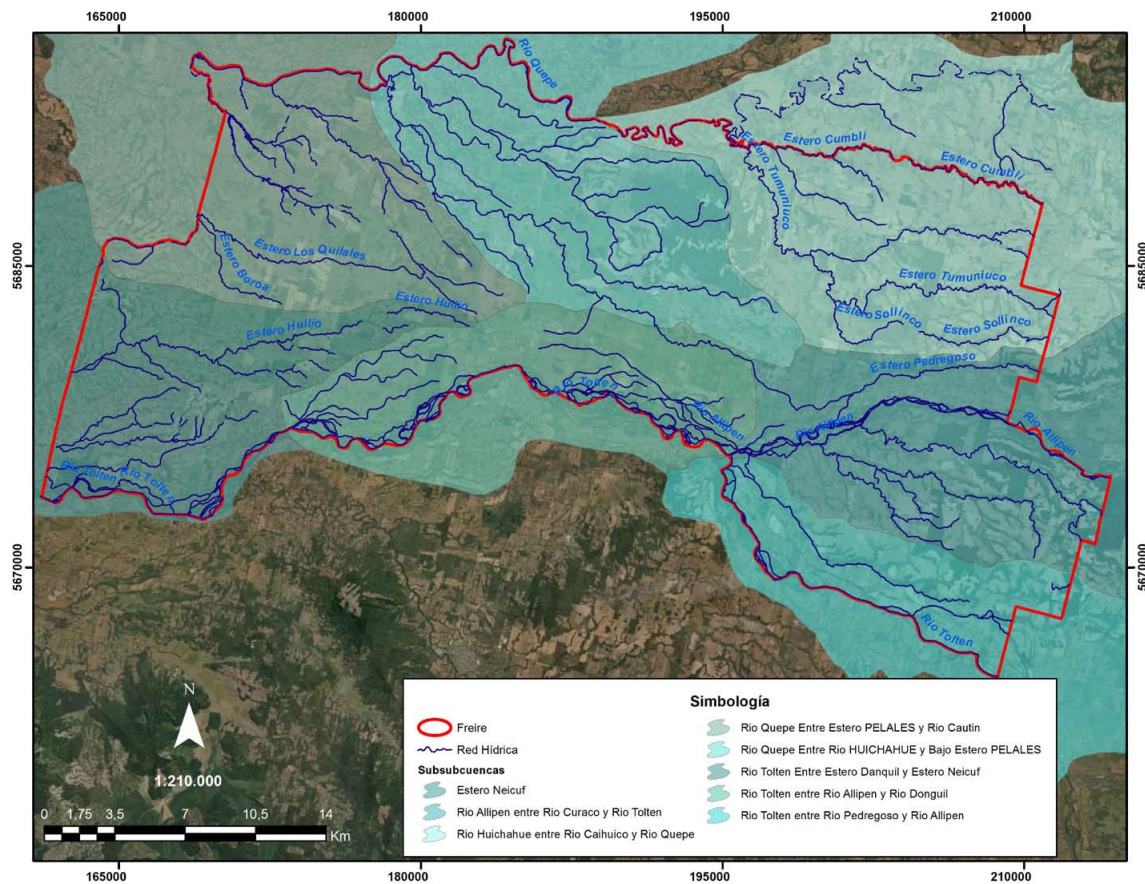 165000 180000 195000 210000
Rio Quepe
Estero Cumbli
Estero Cumbli
Estero Tumuniuco
Estero Los Quilales
Estero Boroa
5685000
5685000
Estero Tumuniuco
Estero Huilio
Estero Sollinco
Estero Sollinco
Estero Huilio
Estero Pedregoso
Rio Tolten
Rio Allipen
Rio Allipen
Rio Allipen
Rio Tolten
Rio Tolten
5670000
5670000
Rio Tolten
N
1:210.000
0 1,75 3,5 7 10,5 14
Km
Simbología
Freire
Red Hídrica
Subsubcuencas
Estero Neicuf
Rio Allipen entre Rio Curaco y Rio Tolten
Rio Huichahue entre Rio Caihuico y Rio Quepe
Rio Quepe Entre Estero PELALES y Rio Cautin
Rio Quepe Entre Rio HUICHAHUE y Bajo Estero PELALES
Rio Tolten Entre Estero Danquil y Estero Neicuf
Rio Tolten entre Rio Allipen y Rio Donguil
Rio Tolten entre Rio Pedregoso y Rio Allipen
165000 180000 195000 210000